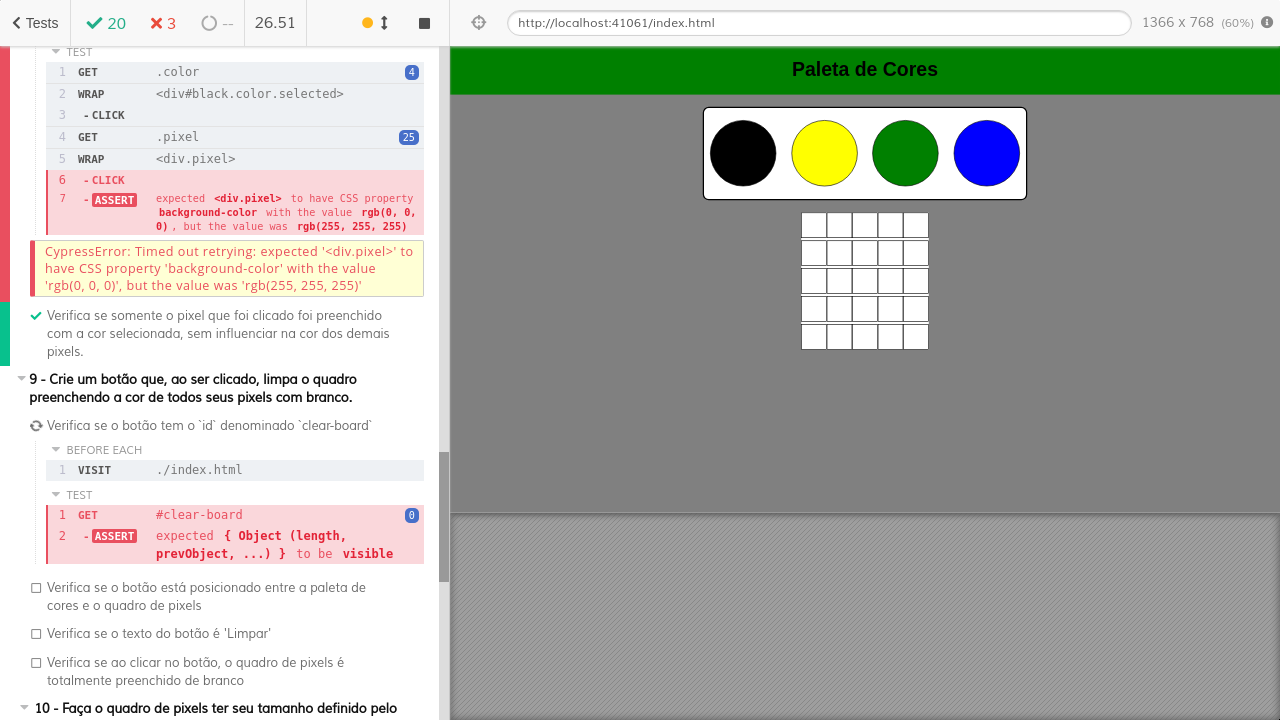 Tests
20
3
--
26.51
http://localhost:41061/index.html
1366 x 768 (60%)
TEST
1 GET .color 4
2 WRAP <div#black.color.selected>
3 -CLICK
4 GET .pixel 25
5 WRAP <div.pixel>
6 -CLICK
7 -ASSERT expected <div.pixel> to have CSS property
background-color with the value rgb(0, 0,
0), but the value was rgb(255, 255, 255)
CypressError: Timed out retrying: expected '<div.pixel>' to
have CSS property 'background-color' with the value
'rgb(0, 0, 0)', but the value was 'rgb(255, 255, 255)'
Verifica se somente o pixel que foi clicado foi preenchido
com a cor selecionada, sem influenciar na cor dos demais
pixels.
9 - Crie um botão que, ao ser clicado, limpa o quadro
preenchendo a cor de todos seus pixels com branco.
Verifica se o botão tem o `id` denominado `clear-board`
BEFORE EACH
1 VISIT ./index.html
TEST
1 GET #clear-board 0
2 -ASSERT expected { Object (length,
prevObject, ...) } to be visible
Verifica se o botão está posicionado entre a paleta de
cores e o quadro de pixels
Verifica se o texto do botão é 'Limpar'
Verifica se ao clicar no botão, o quadro de pixels é
totalmente preenchido de branco
10 - Faça o quadro de pixels ter seu tamanho definido pelo
Paleta de Cores